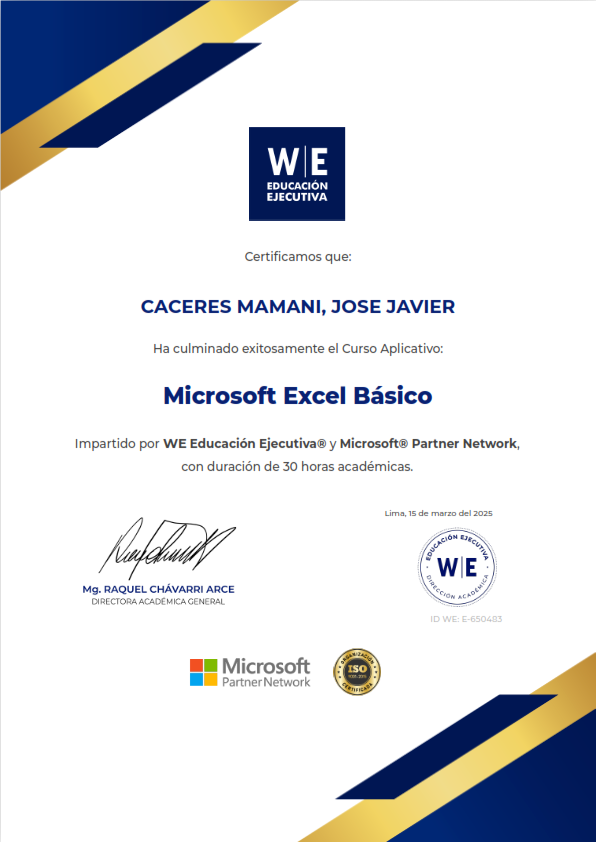 W|E
EDUCACIÓN
EJECUTIVA
Certificamos que:
CACERES MAMANI, JOSE JAVIER
Ha culminado exitosamente el Curso Aplicativo:
Microsoft Excel Básico
Impartido por WE Educación Ejecutiva® y Microsoft® Partner Network,
con duración de 30 horas académicas.
Lima, 15 de marzo del 2025
EDUCACIÓN EJECUTIVA
W|E
DIRECCIÓN ACADÉMICA
Mg. RAQUEL CHÁVARRI ARCE
DIRECTORA ACADÉMICA GENERAL
ID WE: E-650483
Microsoft
Partner Network
ORGANIZACIÓN
ISO
CERTIFICADA